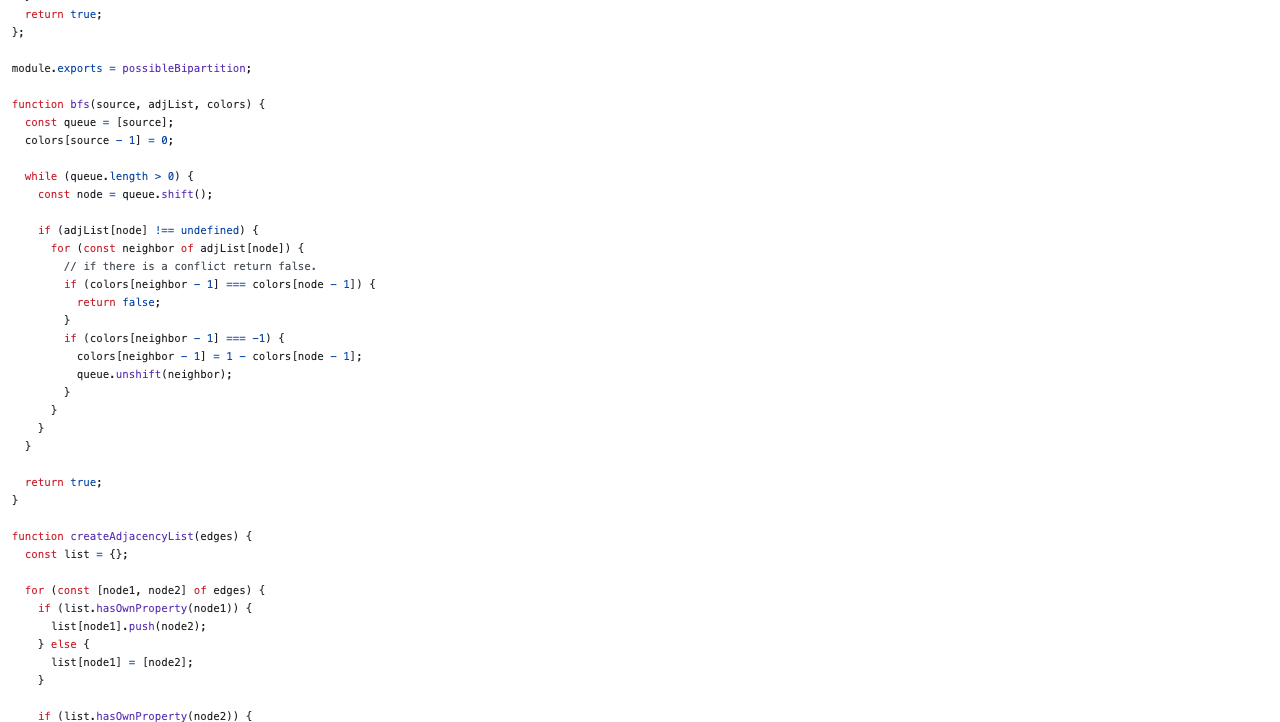 return true;
};
module.exports = possibleBipartition;
function bfs(source, adjList, colors) {
const queue = [source];
colors[source - 1] = 0;
while (queue.length > 0) {
const node = queue.shift();
if (adjList[node] !== undefined) {
for (const neighbor of adjList[node]) {
// if there is a conflict return false.
if (colors[neighbor - 1] === colors[node - 1]) {
return false;
}
if (colors[neighbor - 1] === -1) {
colors[neighbor - 1] = 1 - colors[node - 1];
queue.unshift(neighbor);
}
}
}
}
return true;
}
function createAdjacencyList(edges) {
const list = {};
for (const [node1, node2] of edges) {
if (list.hasOwnProperty(node1)) {
list[node1].push(node2);
} else {
list[node1] = [node2];
}
if (list.hasOwnProperty(node2)) {